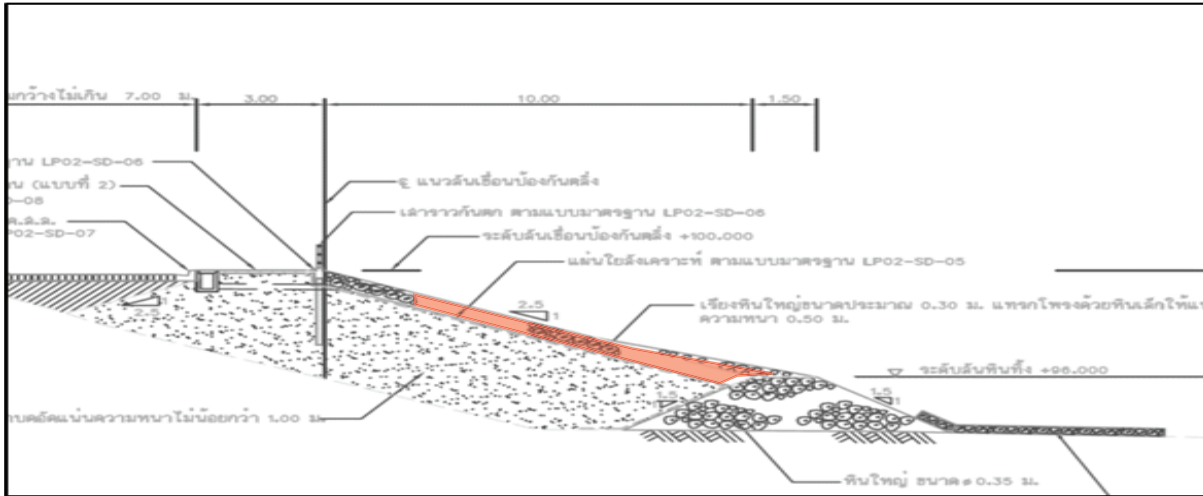 มกว้างไม่เกิน 7.00 ม.
3.00
10.00
1.50
ฐาน LP02-SD-06
(แบบที่ 2)
D-08
ค.ส.ล.
P02-SD-07
แนวสันเขื่อนป้องกันตลิ่ง
เสาราวกันตก ตามแบบมาตรฐาน LP02-SD-06
ระดับสันเขื่อนป้องกันตลิ่ง +100.000
แผ่นใยสังเคราะห์ ตามแบบมาตรฐาน LP02-SD-05
1
2.5
2.5
1
เรียงหินใหญ่ขนาดประมาณ 0.30 ม. แทรกโพรงด้วยหินเล็กให้แ
ความหนา 0.50 ม.
ระดับสันหินทิ้ง +96.000
1.5
1
1.5
1
บดอัดแน่นความหนาไม่น้อยกว่า 1.00 ม.
หินใหญ่ ขนาด ø 0.35 ม.